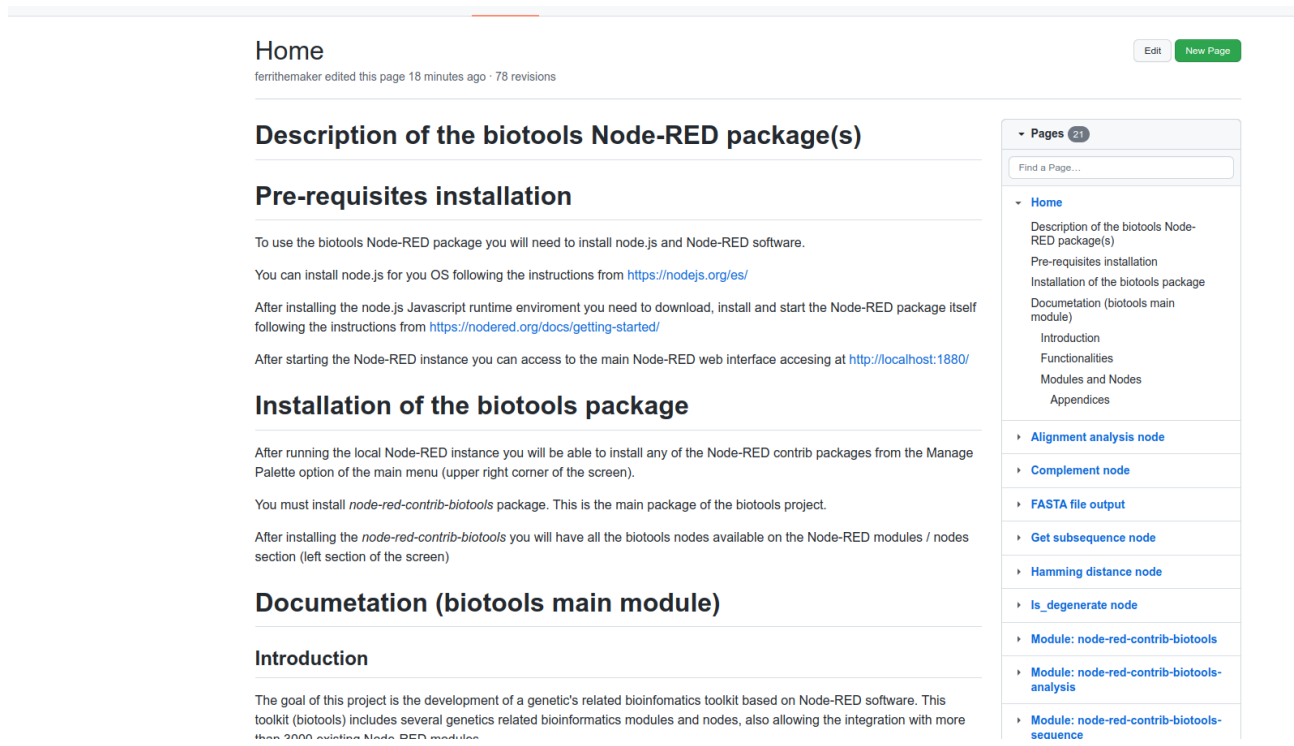 Home
ferrithemaker edited this page 18 minutes ago · 78 revisions
Edit
New Page
Description of the biotools Node-RED package(s)
Pre-requisites installation
To use the biotools Node-RED package you will need to install node.js and Node-RED software.
You can install node.js for you OS following the instructions from https://nodejs.org/es/
After installing the node.js Javascript runtime enviroment you need to download, install and start the Node-RED package itself
following the instructions from https://nodered.org/docs/getting-started/
After starting the Node-RED instance you can access to the main Node-RED web interface accesing at http://localhost:1880/
Installation of the biotools package
After running the local Node-RED instance you will be able to install any of the Node-RED contrib packages from the Manage
Palette option of the main menu (upper right corner of the screen).
You must install node-red-contrib-biotools package. This is the main package of the biotools project.
After installing the node-red-contrib-biotools you will have all the biotools nodes available on the Node-RED modules / nodes
section (left section of the screen)
Documetation (biotools main module)
Introduction
The goal of this project is the development of a genetic's related bioinfomatics toolkit based on Node-RED software. This
toolkit (biotools) includes several genetics related bioinformatics modules and nodes, also allowing the integration with more
than 3000 existing Node-RED modules
Pages 21
Find a Page…
Home
Description of the biotools Node-
RED package(s)
Pre-requisites installation
Installation of the biotools package
Documetation (biotools main
module)
Introduction
Functionalities
Modules and Nodes
Appendices
Alignment analysis node
Complement node
FASTA file output
Get subsequence node
Hamming distance node
Is_degenerate node
Module: node-red-contrib-biotools
Module: node-red-contrib-biotools-
analysis
Module: node-red-contrib-biotools-
sequence